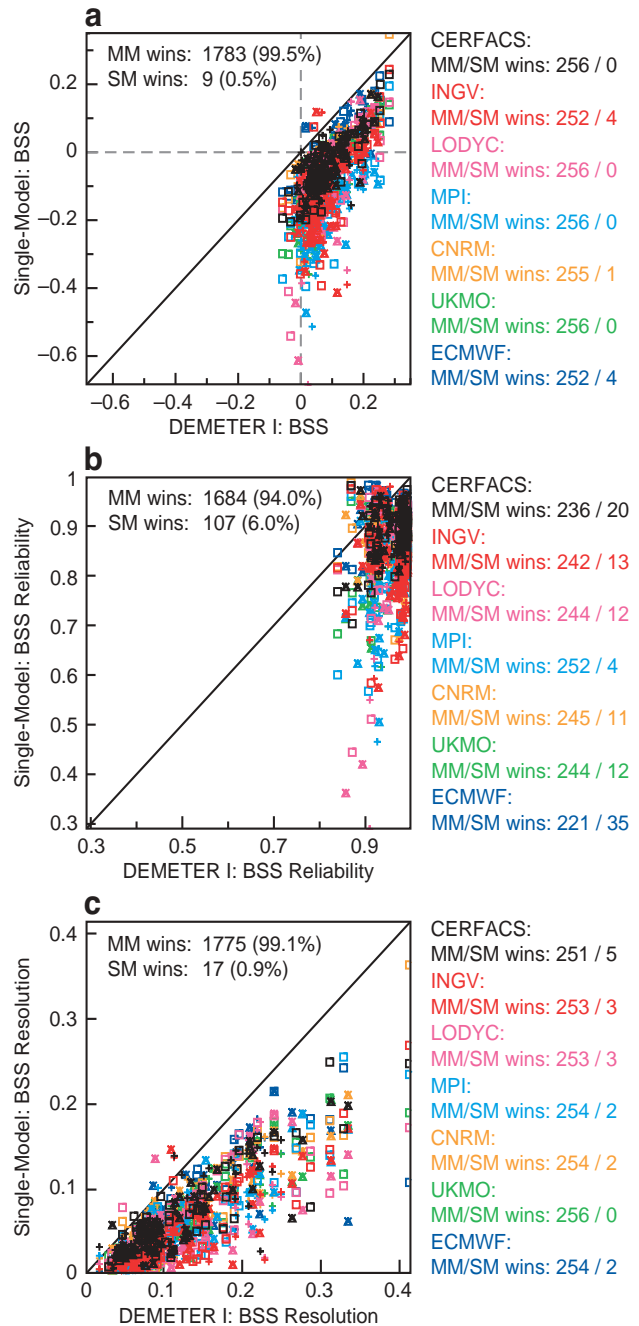 a
MM wins: 1783 (99.5%)
SM wins: 9 (0.5%)
0.2
0
–0.2
–0.4
–0.6
Single-Model: BSS
–0.6
–0.4
–0.2
0
0.2
DEMETER I: BSS
CERFACS:
MM/SM wins: 256 / 0
INGV:
MM/SM wins: 252 / 4
LODYC:
MM/SM wins: 256 / 0
MPI:
MM/SM wins: 256 / 0
CNRM:
MM/SM wins: 255 / 1
UKMO:
MM/SM wins: 256 / 0
ECMWF:
MM/SM wins: 252 / 4
b
MM wins: 1684 (94.0%)
SM wins: 107 (6.0%)
1
0.9
0.8
0.7
0.6
0.5
0.4
0.3
Single-Model: BSS Reliability
0.3
0.5
0.7
0.9
DEMETER I: BSS Reliability
CERFACS:
MM/SM wins: 236 / 20
INGV:
MM/SM wins: 242 / 13
LODYC:
MM/SM wins: 244 / 12
MPI:
MM/SM wins: 252 / 4
CNRM:
MM/SM wins: 245 / 11
UKMO:
MM/SM wins: 244 / 12
ECMWF:
MM/SM wins: 221 / 35
c
MM wins: 1775 (99.1%)
SM wins: 17 (0.9%)
0.4
0.3
0.2
0.1
0
Single-Model: BSS Resolution
0
0.1
0.2
0.3
0.4
DEMETER I: BSS Resolution
CERFACS:
MM/SM wins: 251 / 5
INGV:
MM/SM wins: 253 / 3
LODYC:
MM/SM wins: 253 / 3
MPI:
MM/SM wins: 254 / 2
CNRM:
MM/SM wins: 254 / 2
UKMO:
MM/SM wins: 256 / 0
ECMWF:
MM/SM wins: 254 / 2